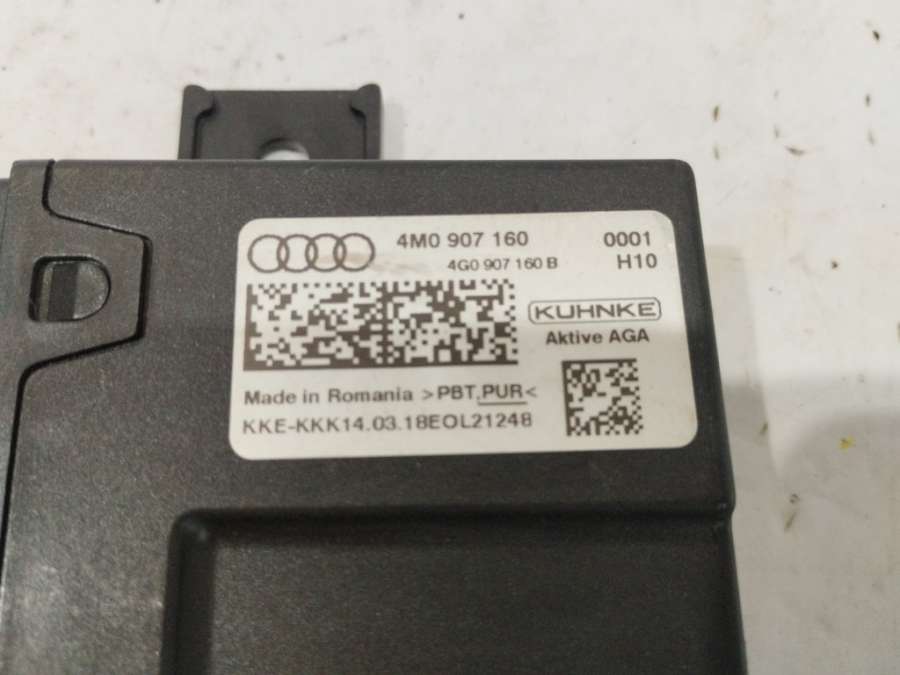 4M0 907 160 0001
4G0 907 160 B H10
KUHNKE
Aktive AGA
Made in Romania >PBT,PUR<
KKE-KKK14.03.18EOL21248